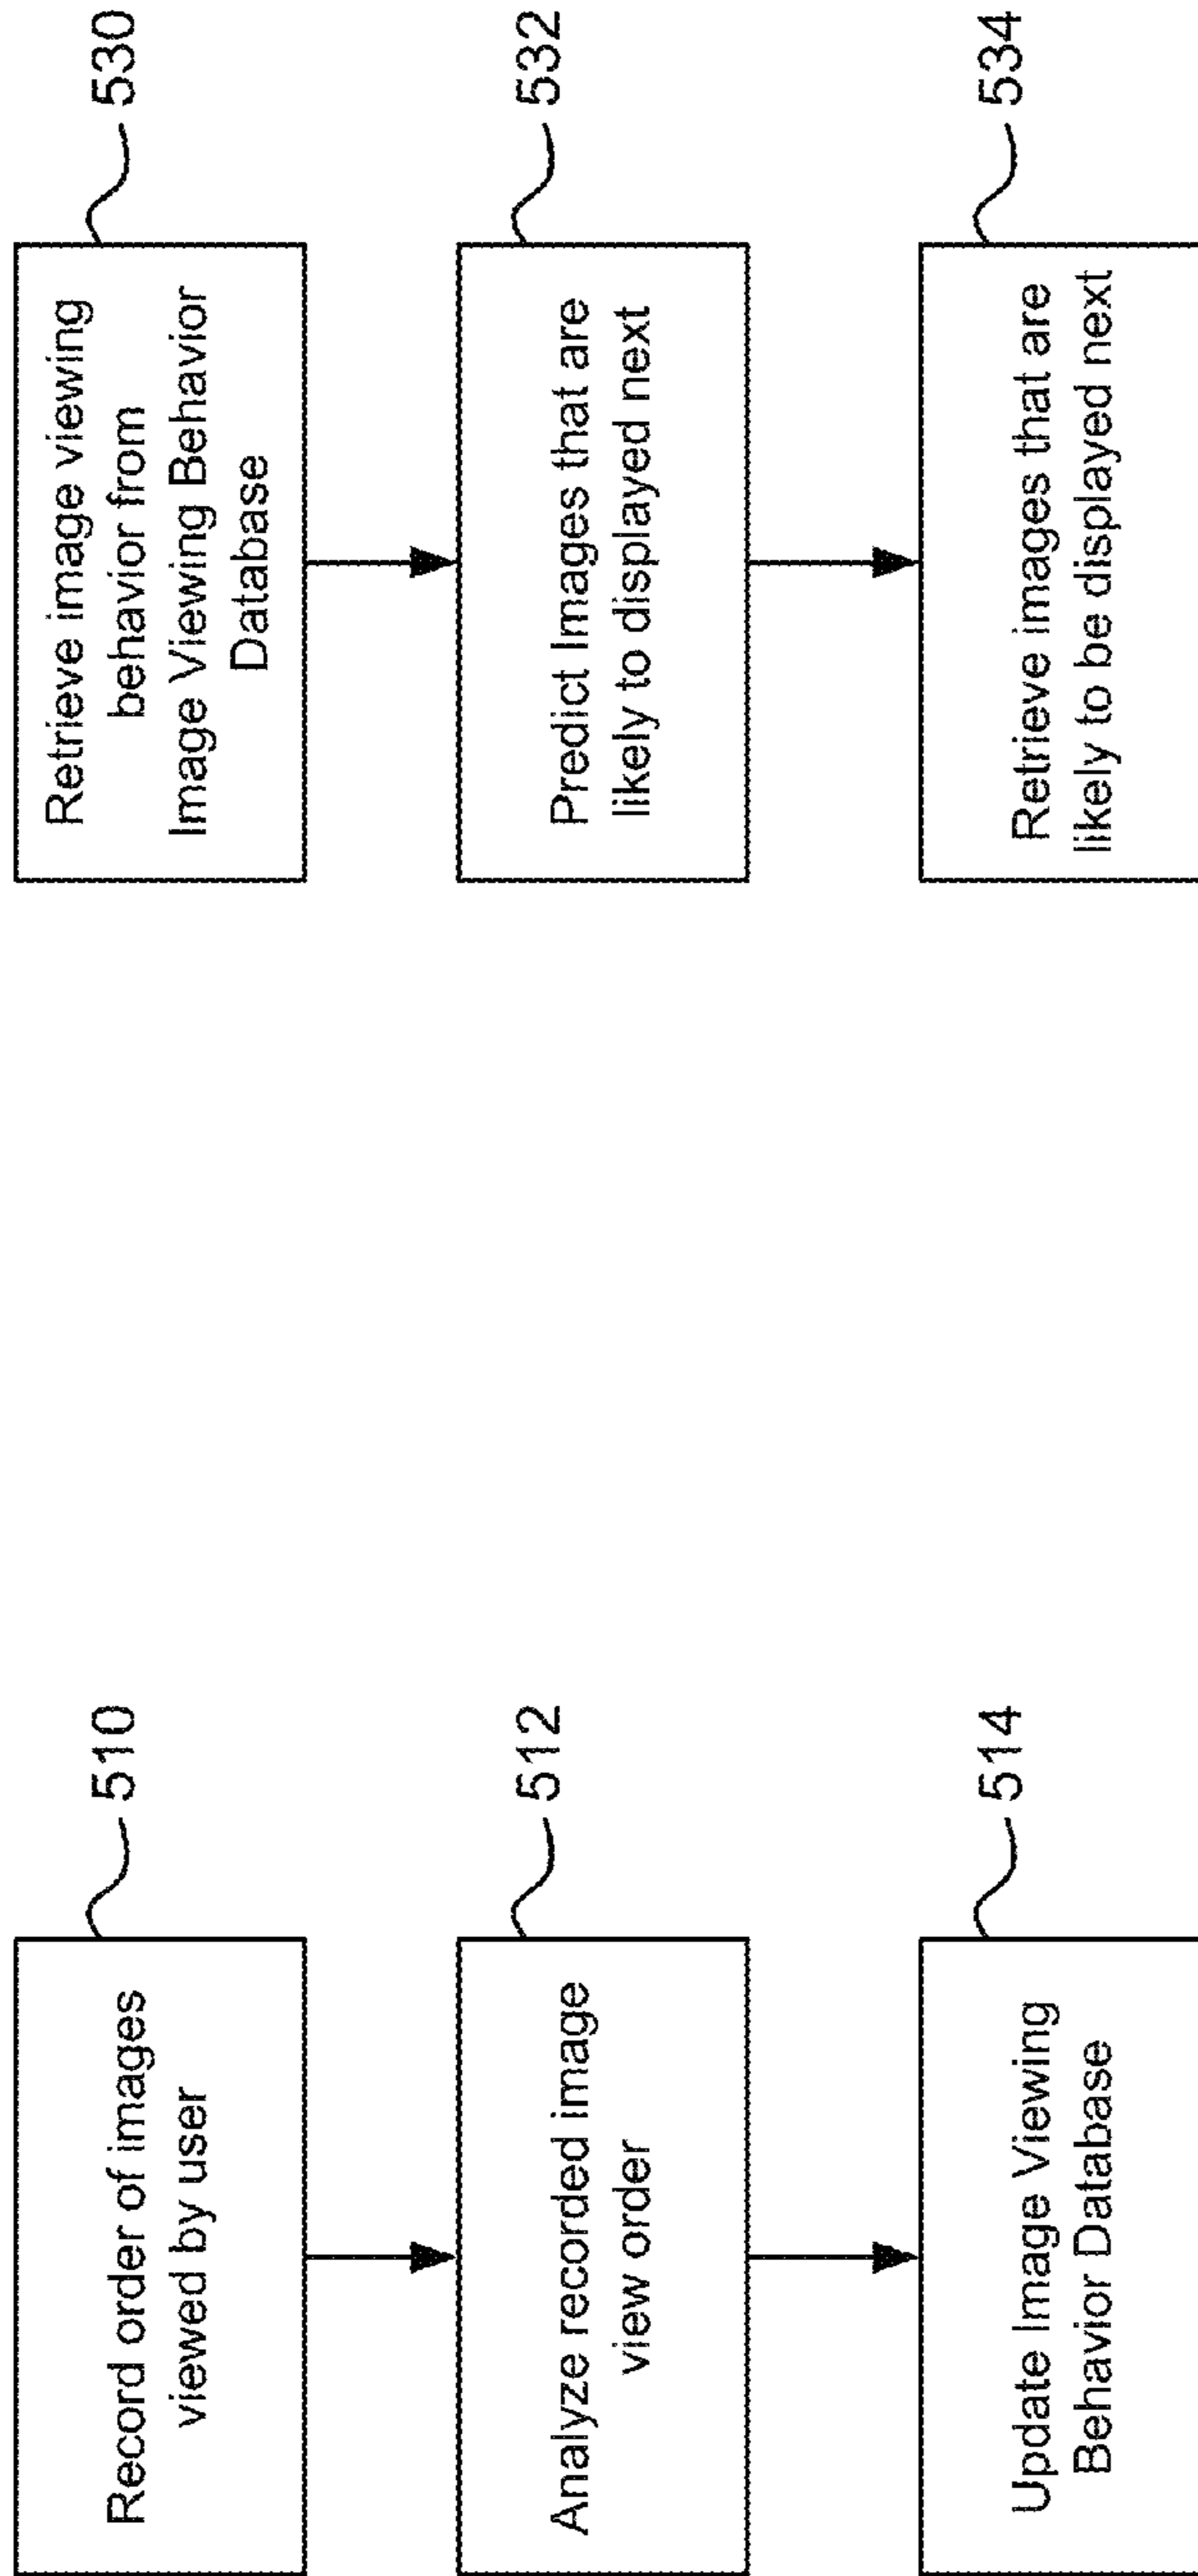 510
Record order of images
viewed by user
512
Analyze recorded image
view order
514
Update Image Viewing
Behavior Database
530
Retrieve image viewing
behavior from
Image Viewing Behavior
Database
532
Predict Images that are
likely to displayed next
534
Retrieve images that are
likely to be displayed next